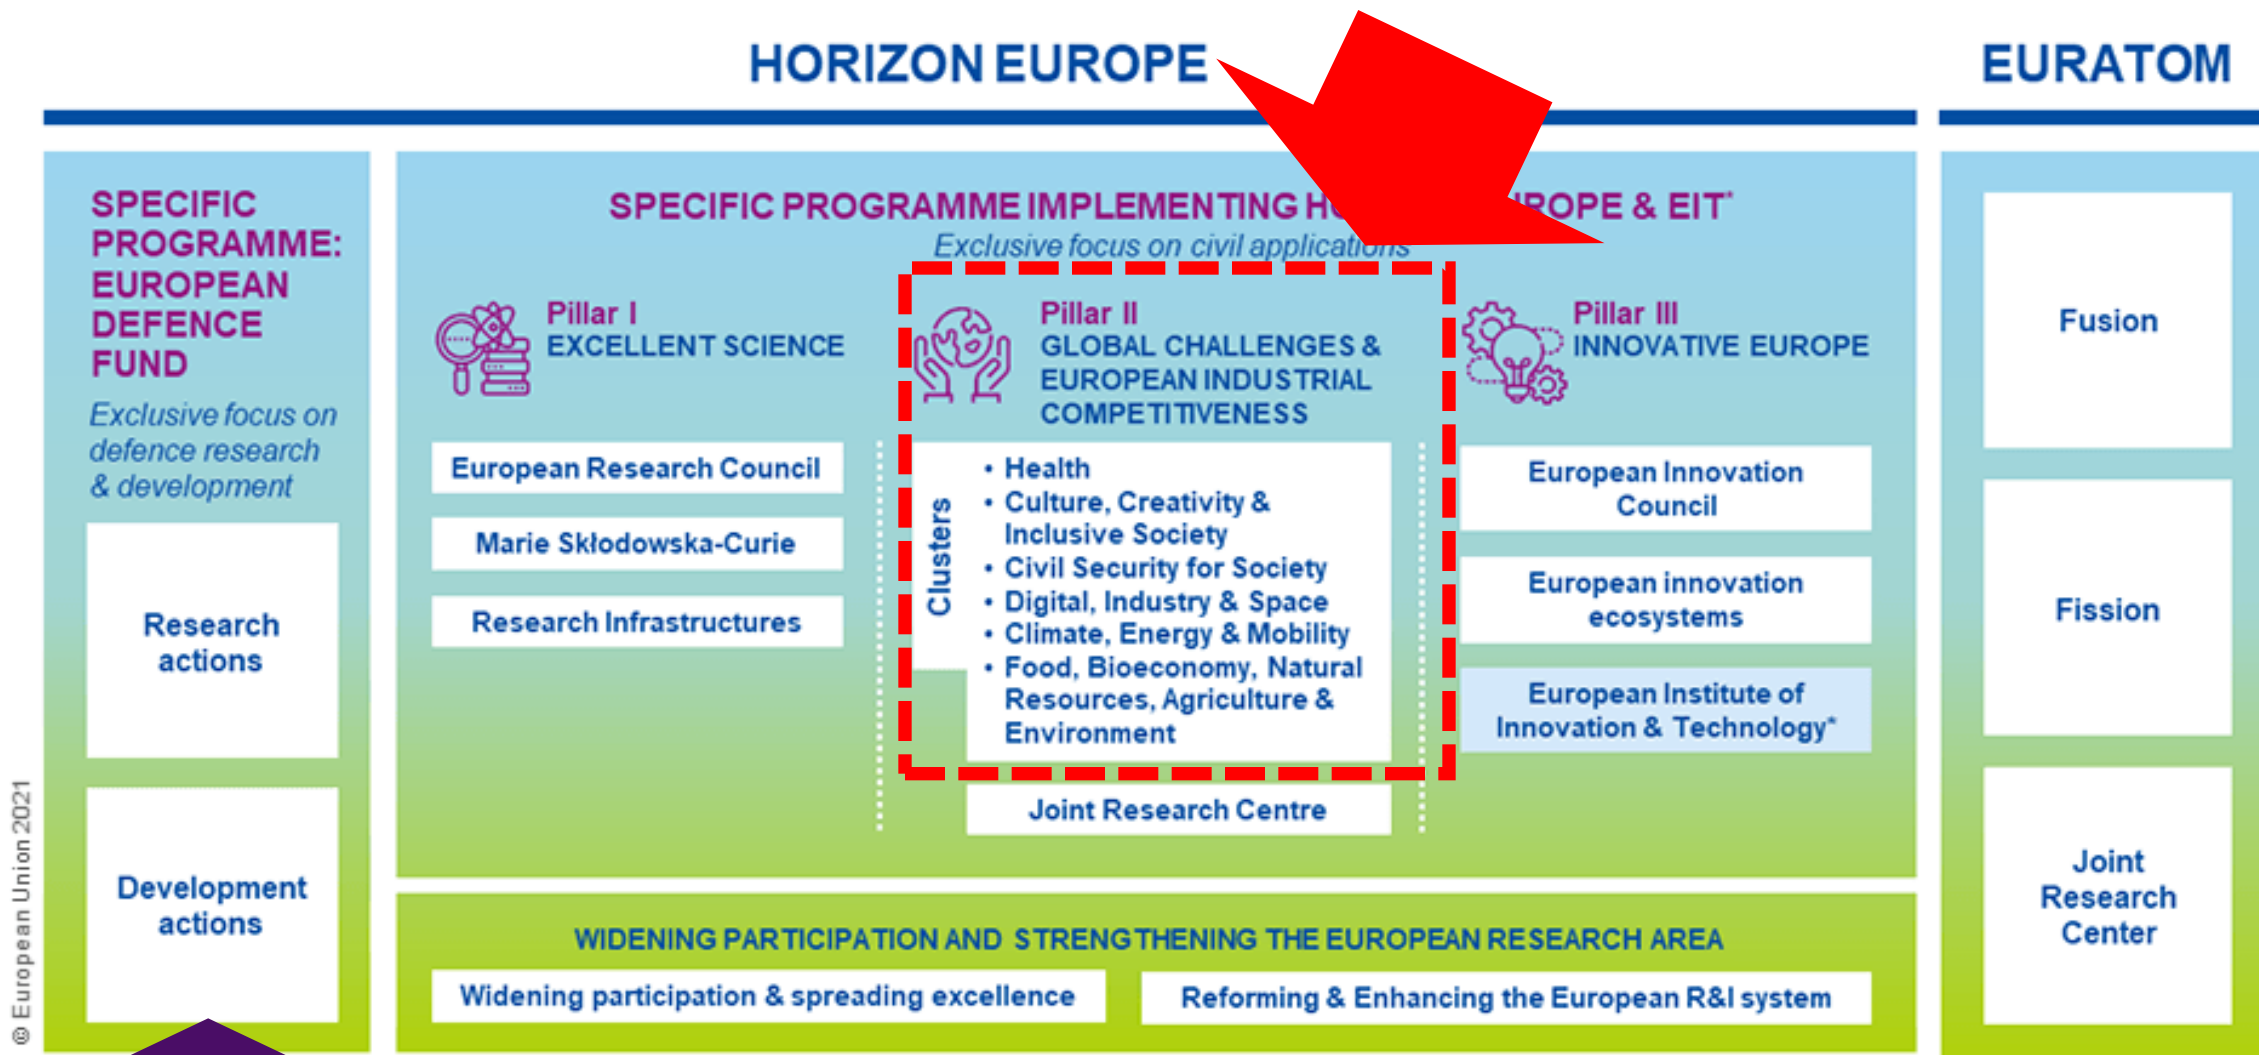 HORIZON EUROPE
EURATOM
SPECIFIC
PROGRAMME:
EUROPEAN
DEFENCE
FUND
Exclusive focus on
defence research
& development
Research
actions
Development
actions
SPECIFIC PROGRAMME IMPLEMENTING & EIT*
Exclusive focus on civil applications
Pillar I
EXCELLENT SCIENCE
European Research Council
Marie Skłodowska-Curie
Research Infrastructures
Pillar II
GLOBAL CHALLENGES &
EUROPEAN INDUSTRIAL
COMPETITIVENESS
Clusters
• Health
• Culture, Creativity &
Inclusive Society
• Civil Security for Society
• Digital, Industry & Space
• Climate, Energy & Mobility
• Food, Bioeconomy, Natural
Resources, Agriculture &
Environment
Joint Research Centre
Pillar III
INNOVATIVE EUROPE
European Innovation
Council
European innovation
ecosystems
European Institute of
Innovation & Technology*
WIDENING PARTICIPATION AND STRENGTHENING THE EUROPEAN RESEARCH AREA
Widening participation & spreading excellence
Reforming & Enhancing the European R&I system
Fusion
Fission
Joint
Research
Center
© European Union 2021